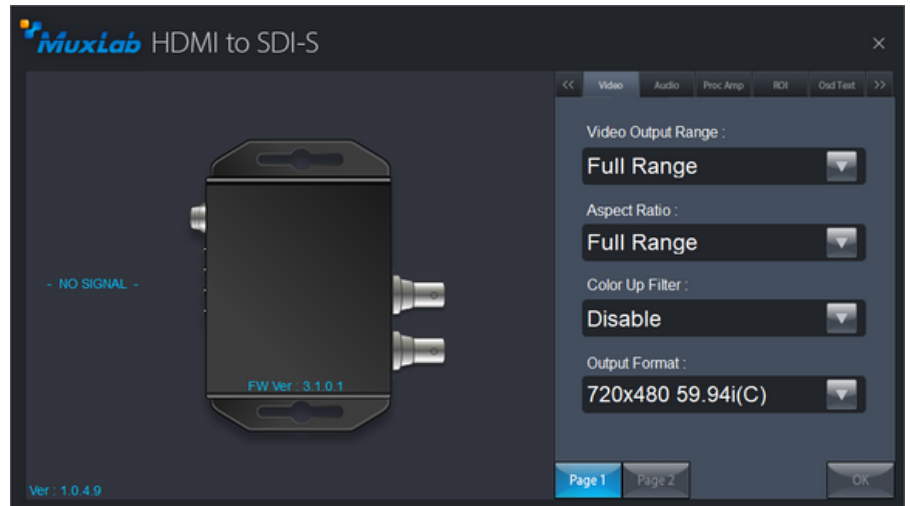 MuxLab HDMI to SDI-S
<< Video Audio Proc Amp ROI Osd Text >>
Video Output Range :
Full Range
Aspect Ratio :
Full Range
- NO SIGNAL -
Color Up Filter :
Disable
Output Format :
FW Ver : 3.1.0.1
720x480 59.94i(C)
Page 1 Page 2 OK
Ver : 1.0.4.9